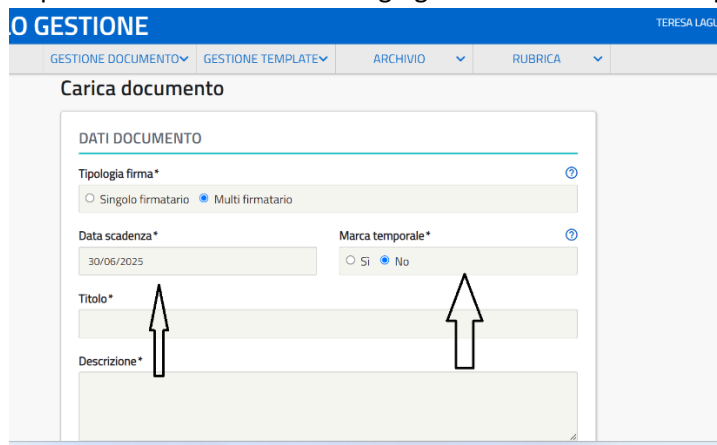 O GESTIONE
TERESA LAGU
GESTIONE DOCUMENTO GESTIONE TEMPLATE ARCHIVIO RUBRICA
Carica documento
DATI DOCUMENTO
Tipologia firma*
Singolo firmatario Multi firmatario
Data scadenza* Marca temporale*
30/06/2025 Sì No
Titolo*
Descrizione*